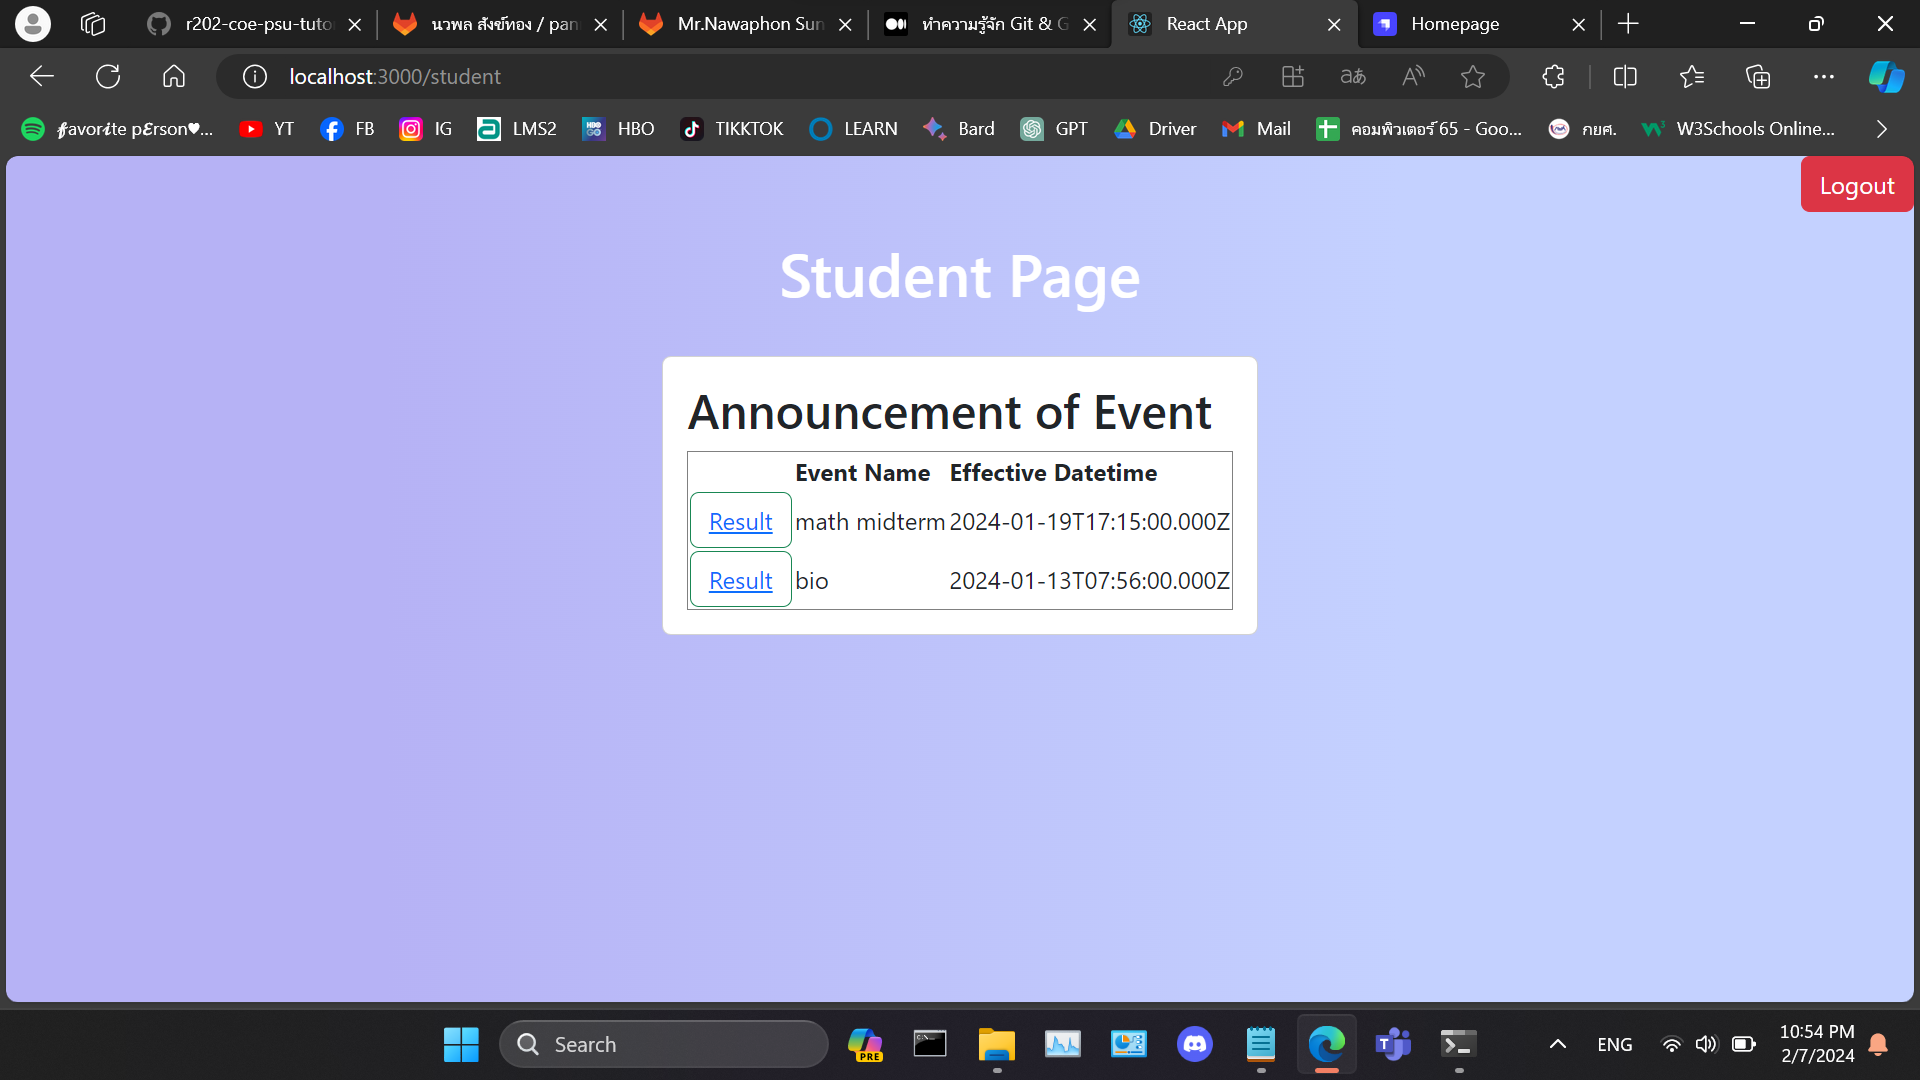 r202-coe-psu-tuto
นวพล สังข์ทอง / pan
Mr.Nawaphon Sun
ทำความรู้จัก Git & G
React App
Homepage
localhost:3000/student
𝒇avor𝒊te p𝑬rson♥...
YT
FB
IG
LMS2
HBO
TIKKTOK
LEARN
Bard
GPT
Driver
Mail
คอมพิวเตอร์ 65 - Goo...
กยศ.
W3Schools Online...
Logout
Student Page
Announcement of Event
Event Name Effective Datetime
Result math midterm 2024-01-19T17:15:00.000Z
Result bio 2024-01-13T07:56:00.000Z
Search
PRE
ENG
10:54 PM
2/7/2024